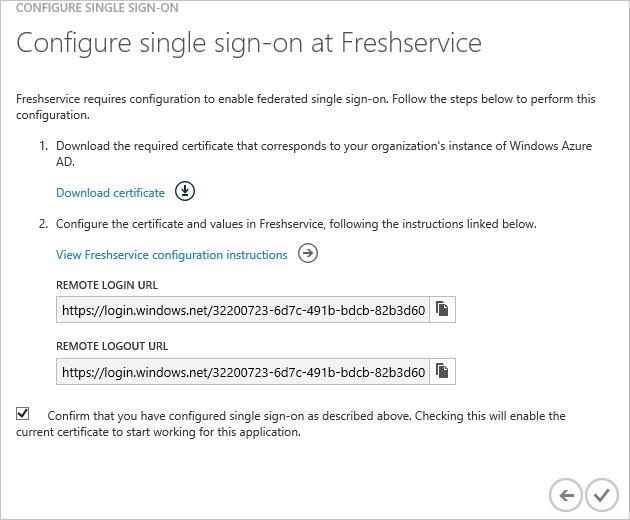 CONFIGURE SINGLE SIGN-ON
Configure single sign-on at Freshservice
Freshservice requires configuration to enable federated single sign-on. Follow the steps below to perform this
configuration.
1. Download the required certificate that corresponds to your organization's instance of Windows Azure
AD.
Download certificate
2. Configure the certificate and values in Freshservice, following the instructions linked below.
View Freshservice configuration instructions
REMOTE LOGIN URL
https://login.windows.net/32200723-6d7c-491b-bdcb-82b3d60
REMOTE LOGOUT URL
https://login.windows.net/32200723-6d7c-491b-bdcb-82b3d60
Confirm that you have configured single sign-on as described above. Checking this will enable the
current certificate to start working for this application.